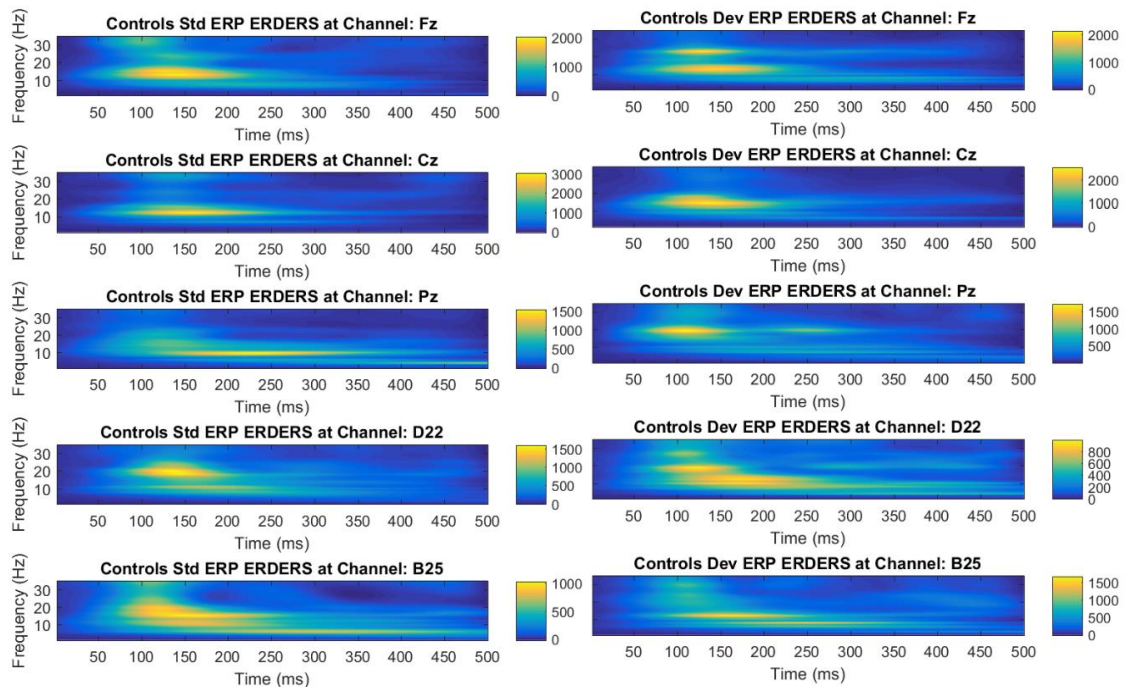 Controls Std ERP ERDERS at Channel: Fz
Frequency (Hz)
30
20
10
2000
1000
0
50 100 150 200 250 300 350 400 450 500
Time (ms)
Controls Dev ERP ERDERS at Channel: Fz
2000
1000
0
50 100 150 200 250 300 350 400 450 500
Time (ms)
Controls Std ERP ERDERS at Channel: Cz
Frequency (Hz)
30
20
10
3000
2000
1000
0
50 100 150 200 250 300 350 400 450 500
Time (ms)
Controls Dev ERP ERDERS at Channel: Cz
2000
1000
0
50 100 150 200 250 300 350 400 450 500
Time (ms)
Controls Std ERP ERDERS at Channel: Pz
Frequency (Hz)
30
20
10
1500
1000
500
0
50 100 150 200 250 300 350 400 450 500
Time (ms)
Controls Dev ERP ERDERS at Channel: Pz
1500
1000
500
50 100 150 200 250 300 350 400 450 500
Time (ms)
Controls Std ERP ERDERS at Channel: D22
Frequency (Hz)
30
20
10
1500
1000
500
0
50 100 150 200 250 300 350 400 450 500
Time (ms)
Controls Dev ERP ERDERS at Channel: D22
800
600
400
200
50 100 150 200 250 300 350 400 450 500
Time (ms)
Controls Std ERP ERDERS at Channel: B25
Frequency (Hz)
30
20
10
1000
500
0
50 100 150 200 250 300 350 400 450 500
Time (ms)
Controls Dev ERP ERDERS at Channel: B25
1500
1000
500
0
50 100 150 200 250 300 350 400 450 500
Time (ms)